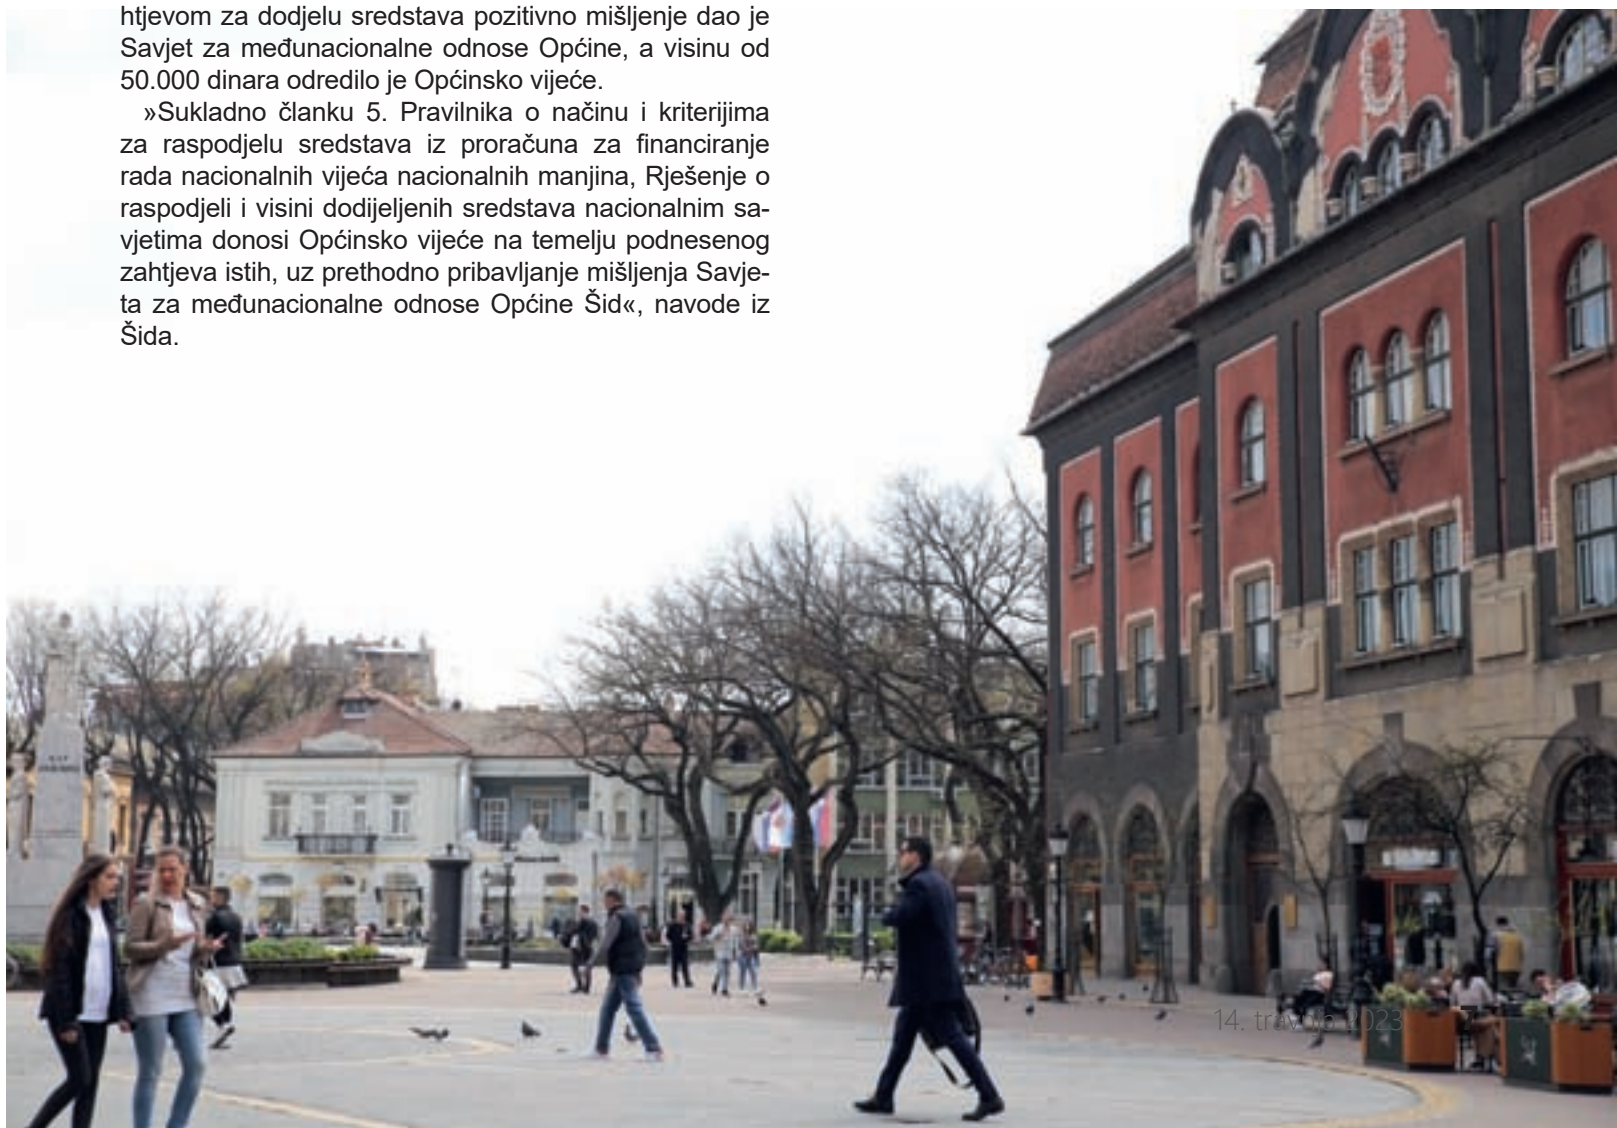 htjevom za dodjelu sredstava pozitivno mišljenje dao je
Savjet za međunacionalne odnose Općine, a visinu od
50.000 dinara odredilo je Općinsko vijeće.
»Sukladno članku 5. Pravilnika o načinu i kriterijima
za raspodjelu sredstava iz proračuna za financiranje
rada nacionalnih vijeća nacionalnih manjina, Rješenje o
raspodjeli i visini dodijeljenih sredstava nacionalnim sa-
vjetima donosi Općinsko vijeće na temelju podnesenog
zahtjeva istih, uz prethodno pribavljanje mišljenja Savje-
ta za međunacionalne odnose Općine Šid«, navode iz
Šida.
14. travnja 2023
7